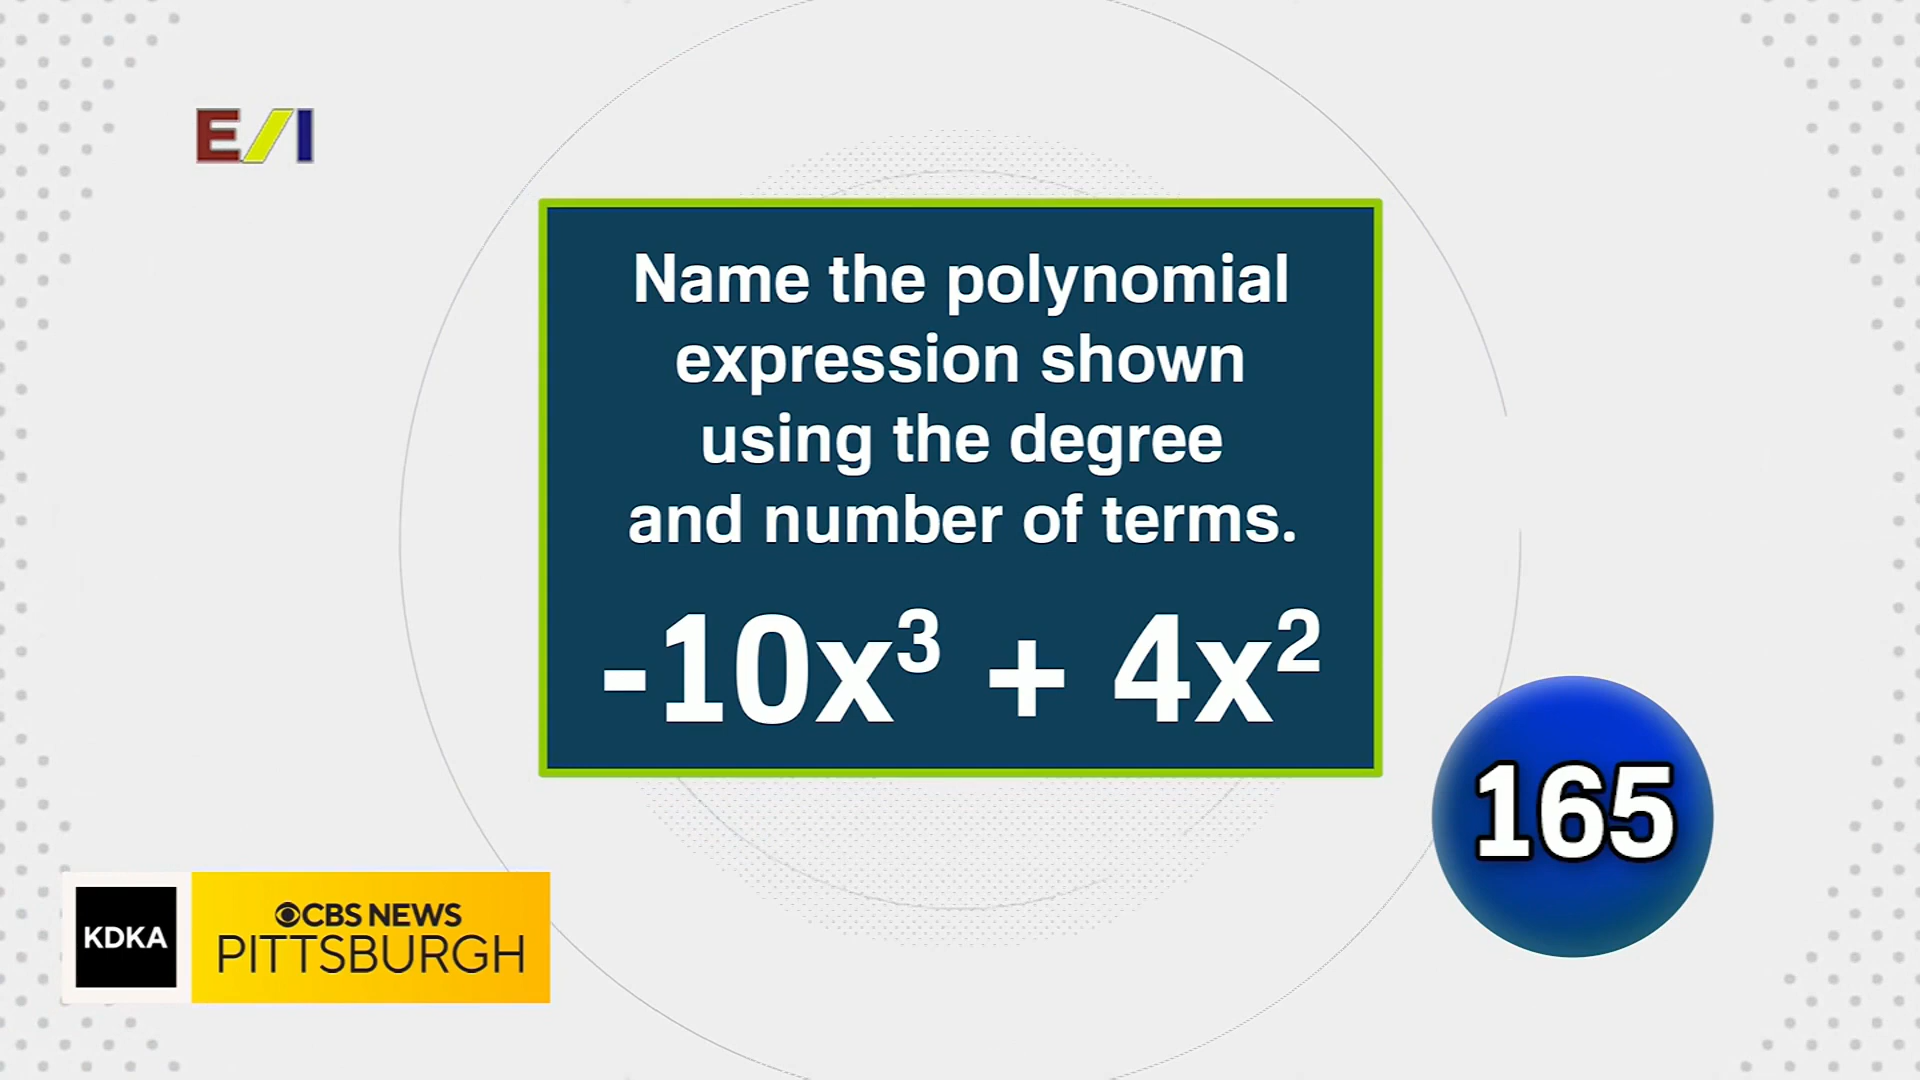 E/I
Name the polynomial
expression shown
using the degree
and number of terms.
-10x³ + 4x²
165
KDKA
CBS NEWS
PITTSBURGH